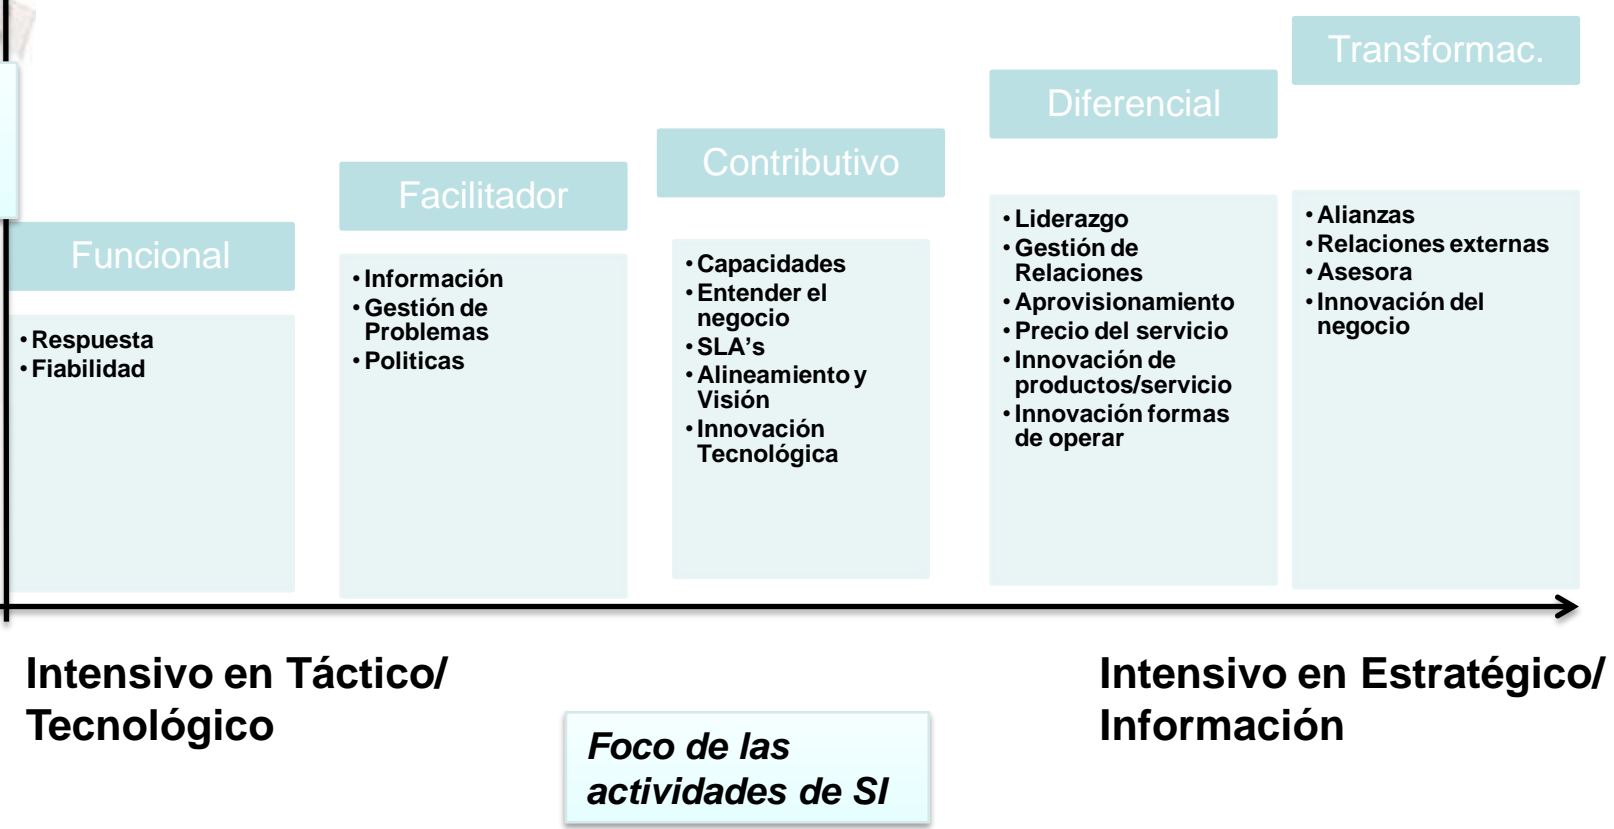 Funcional
• Respuesta
• Fiabilidad
Facilitador
• Información
• Gestión de
Problemas
• Politicas
Contributivo
• Capacidades
• Entender el
negocio
• SLA's
• Alineamiento y
Visión
• Innovación
Tecnológica
Diferencial
• Liderazgo
• Gestión de
Relaciones
• Aprovisionamiento
• Precio del servicio
• Innovación de
productos/servicio
• Innovación formas
de operar
Transformac.
• Alianzas
• Relaciones externas
• Asesora
• Innovación del
negocio
Intensivo en Táctico/
Tecnológico
Foco de las
actividades de SI
Intensivo en Estratégico/
Información